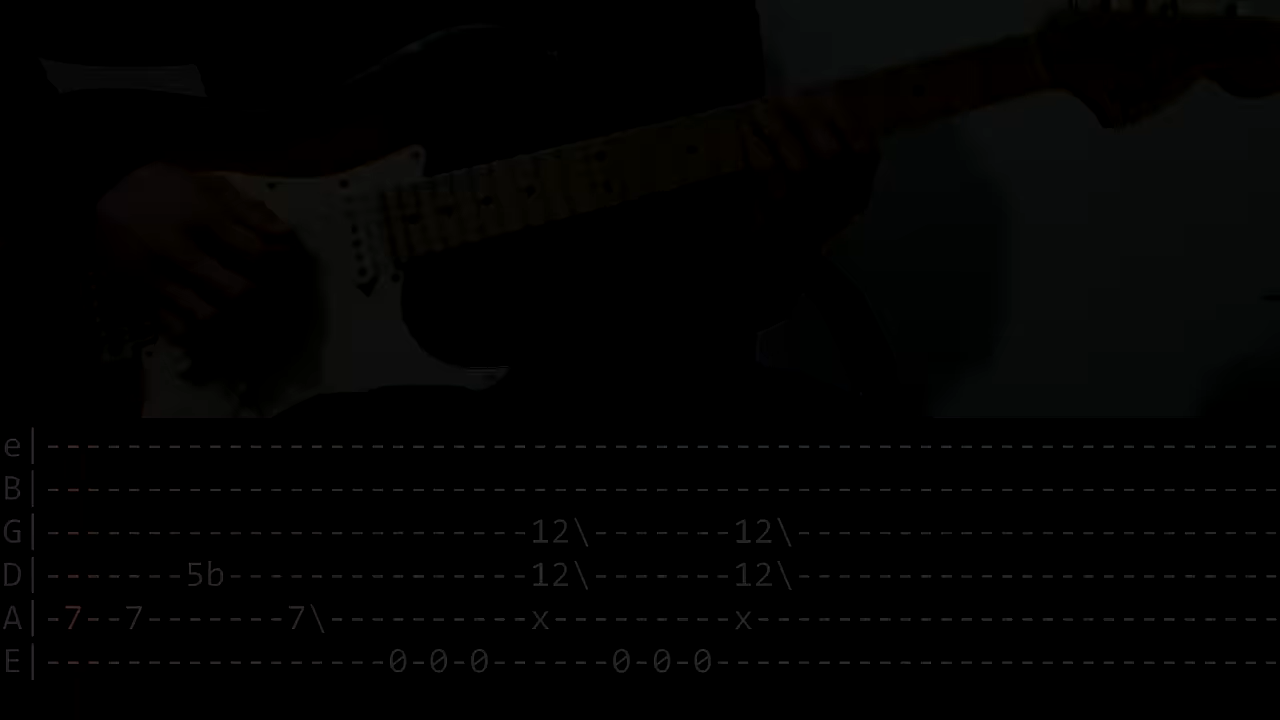 e|-------------------------------------------------------------
B|-------------------------------------------------------------
G|------------------------12\-------12\------------------------
D|-------5b---------------12\-------12\------------------------
A|-7--7-------7\----------x---------x--------------------------
E|-----------------0-0-0------0-0-0----------------------------